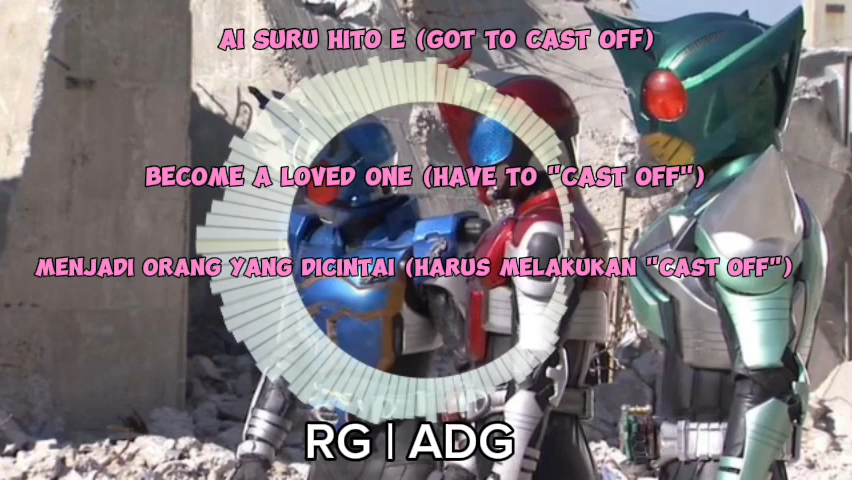 AI SURU HITO E (GOT TO CAST OFF)
BECOME A LOVED ONE (HAVE TO "CAST OFF")
MENJADI ORANG YANG DICINTAI (HARUS MELAKUKAN "CAST OFF")
RG | ADG